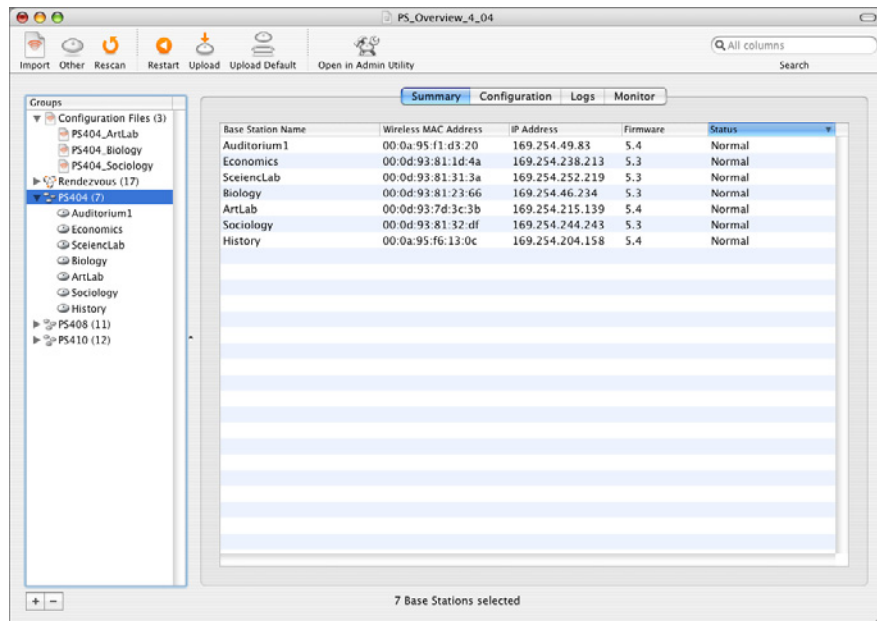 PS_Overview_4_04
Import Other Rescan Restart Upload Upload Default Open in Admin Utility
All columns
Search
Summary Configuration Logs Monitor
Groups
Configuration Files (3)
PS404_ArtLab
PS404_Biology
PS404_Sociology
Rendezvous (17)
PS404 (7)
Auditorium1
Economics
SceiencLab
Biology
ArtLab
Sociology
History
PS408 (11)
PS410 (12)
Base Station Name Wireless MAC Address IP Address Firmware Status
Auditorium1 00:0a:95:f1:d3:20 169.254.49.83 5.4 Normal
Economics 00:0d:93:81:1d:4a 169.254.238.213 5.3 Normal
SceiencLab 00:0d:93:81:31:3a 169.254.252.219 5.3 Normal
Biology 00:0d:93:81:23:66 169.254.46.234 5.3 Normal
ArtLab 00:0d:93:7d:3c:3b 169.254.215.139 5.4 Normal
Sociology 00:0d:93:81:32:df 169.254.244.243 5.3 Normal
History 00:0a:95:f6:13:0c 169.254.204.158 5.4 Normal
+ −
7 Base Stations selected